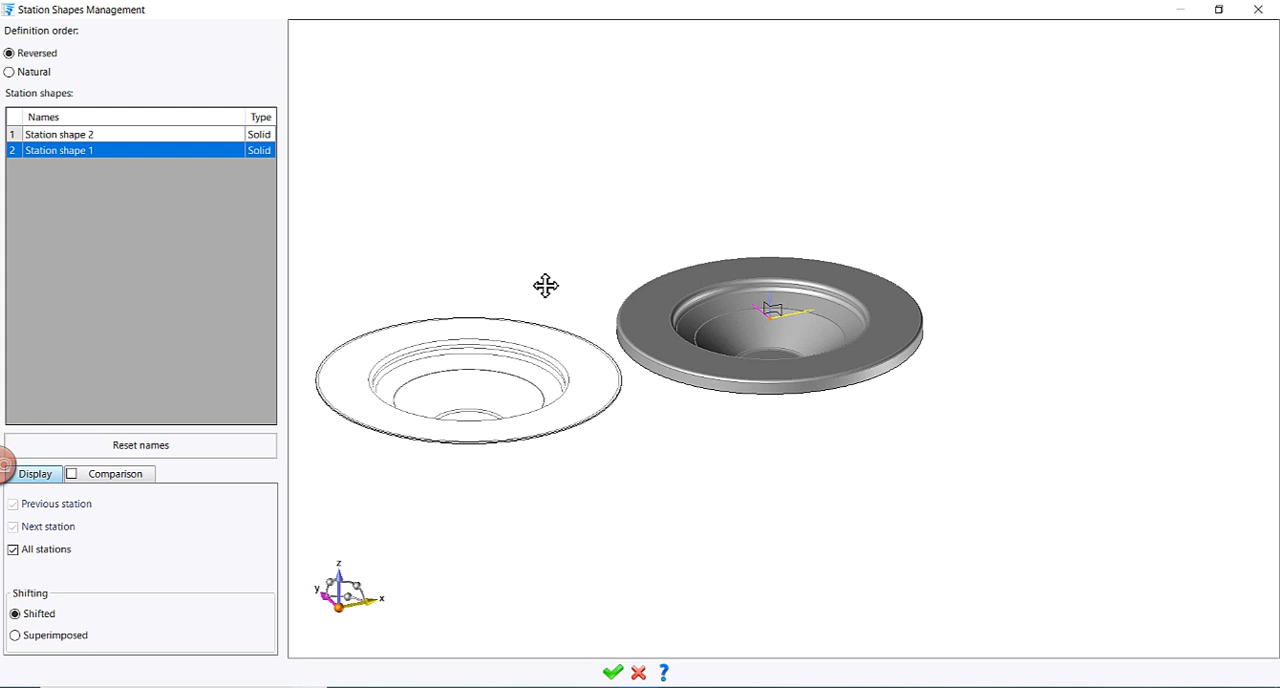 Station Shapes Management
Definition order:
Reversed
Natural
Station shapes:
Names Type
1 Station shape 2 Solid
2 Station shape 1 Solid
Reset names
Display Comparison
Previous station
Next station
All stations
Shifting
Shifted
Superimposed
z
y
x
?